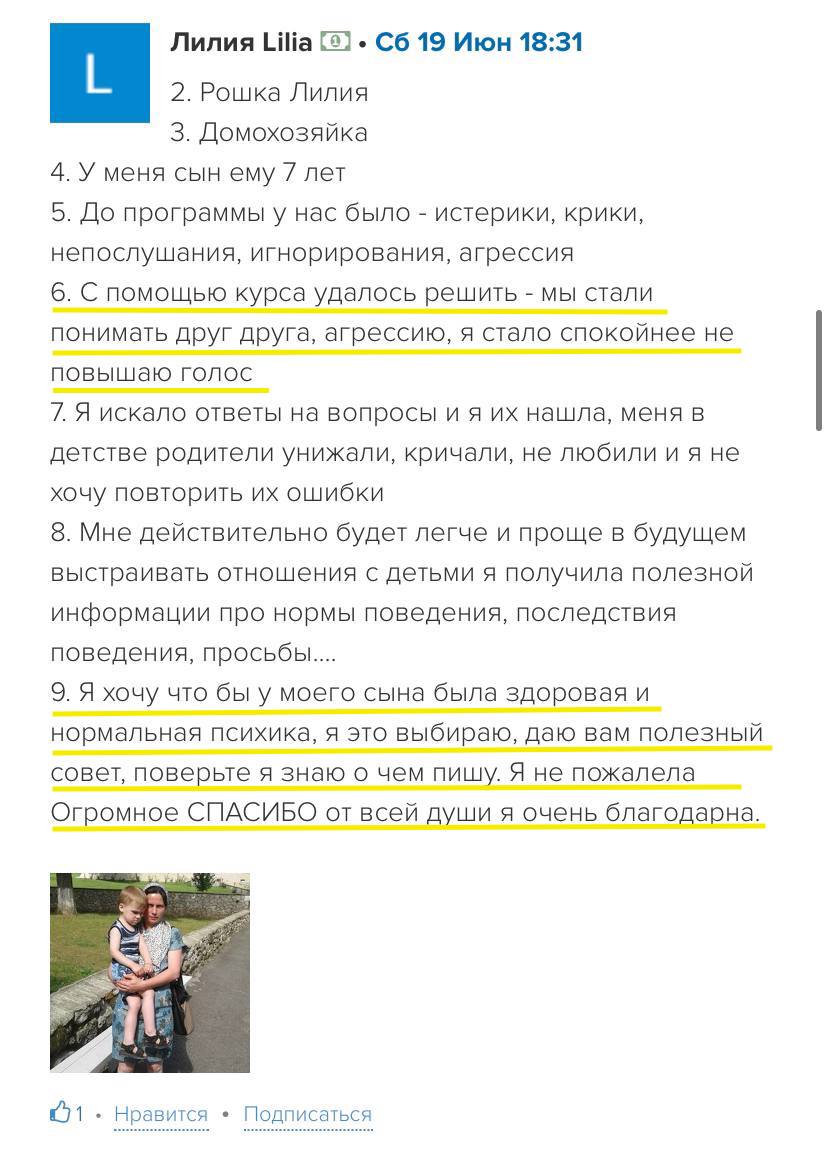 L
Лилия Lilia 1 • Сб 19 Июн 18:31
2. Рошка Лилия
3. Домохозяйка
4. У меня сын ему 7 лет
5. До программы у нас было - истерики, крики,
непослушания, игнорирования, агрессия
6. С помощью курса удалось решить - мы стали
понимать друг друга, агрессию, я стало спокойнее не
повышаю голос
7. Я искало ответы на вопросы и я их нашла, меня в
детстве родители унижали, кричали, не любили и я не
хочу повторить их ошибки
8. Мне действительно будет легче и проще в будущем
выстраивать отношения с детьми я получила полезной
информации про нормы поведения, последствия
поведения, просьбы....
9. Я хочу что бы у моего сына была здоровая и
нормальная психика, я это выбираю, даю вам полезный
совет, поверьте я знаю о чем пишу. Я не пожалела
Огромное СПАСИБО от всей души я очень благодарна.
1 • Нравится • Подписаться